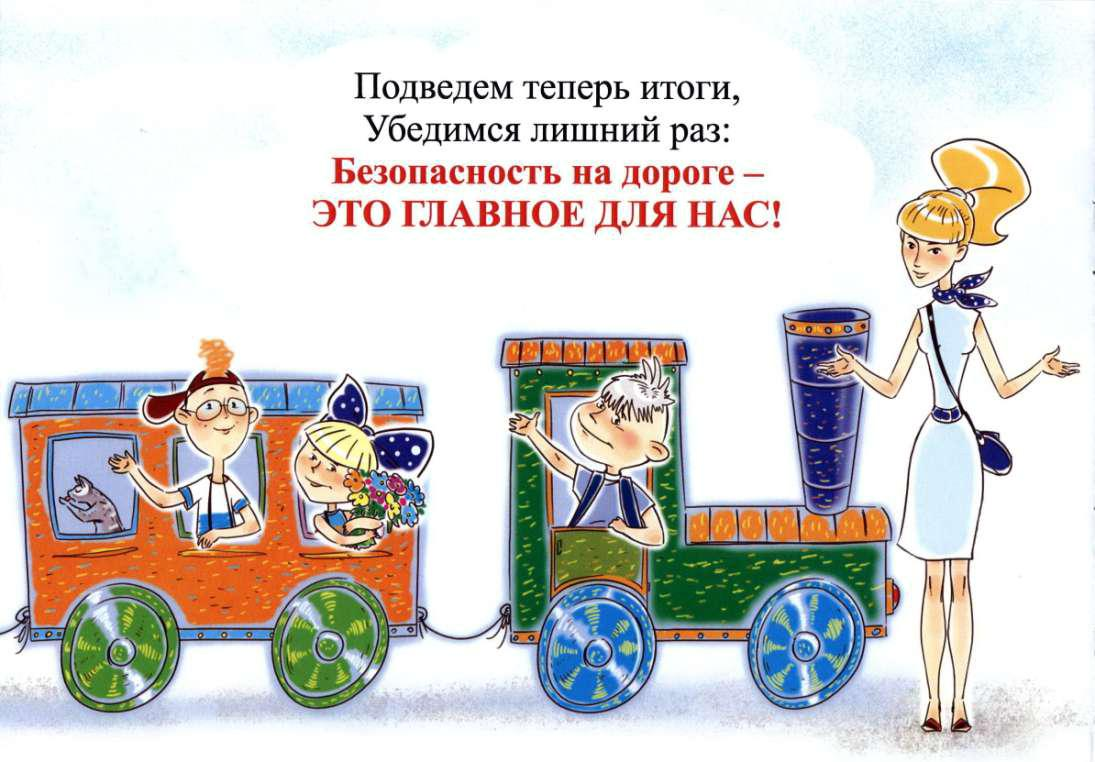 Подведем теперь итоги,
Убедимся лишний раз:
Безопасность на дороге –
ЭТО ГЛАВНОЕ ДЛЯ НАС!